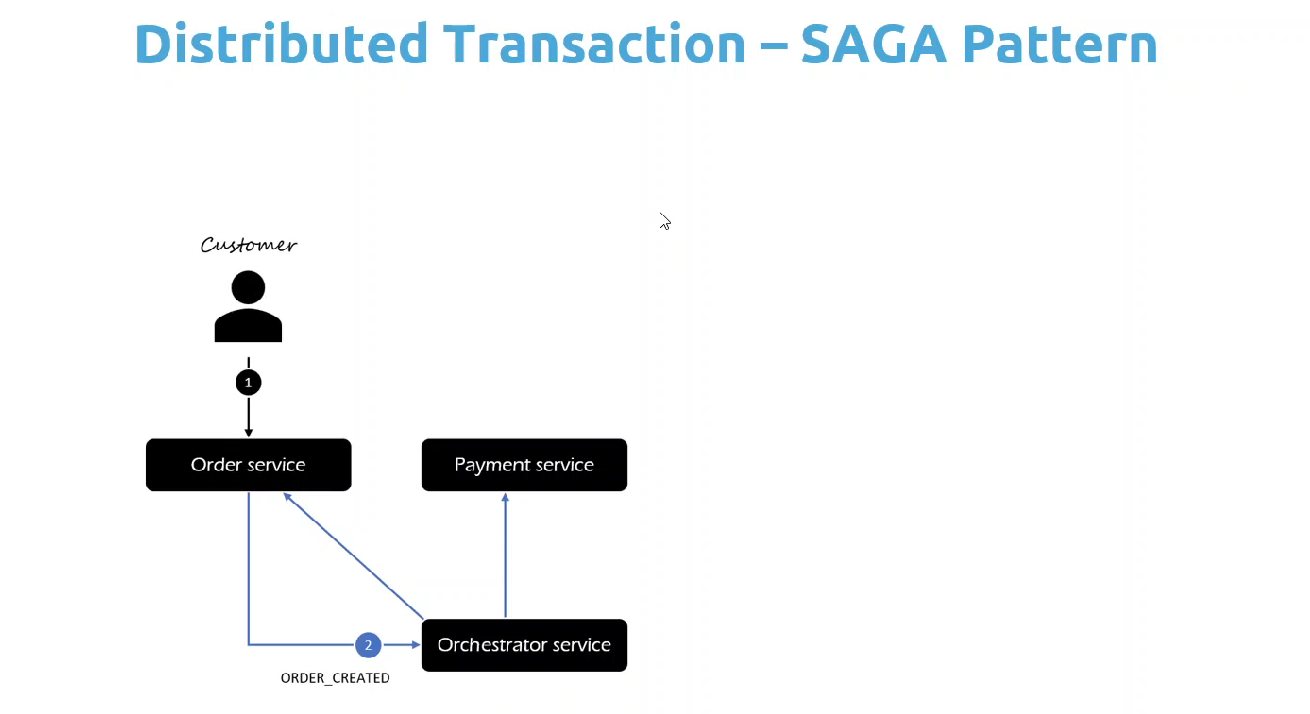 Distributed Transaction – SAGA Pattern
Customer
1
Order service
Payment service
2
Orchestrator service
ORDER_CREATED